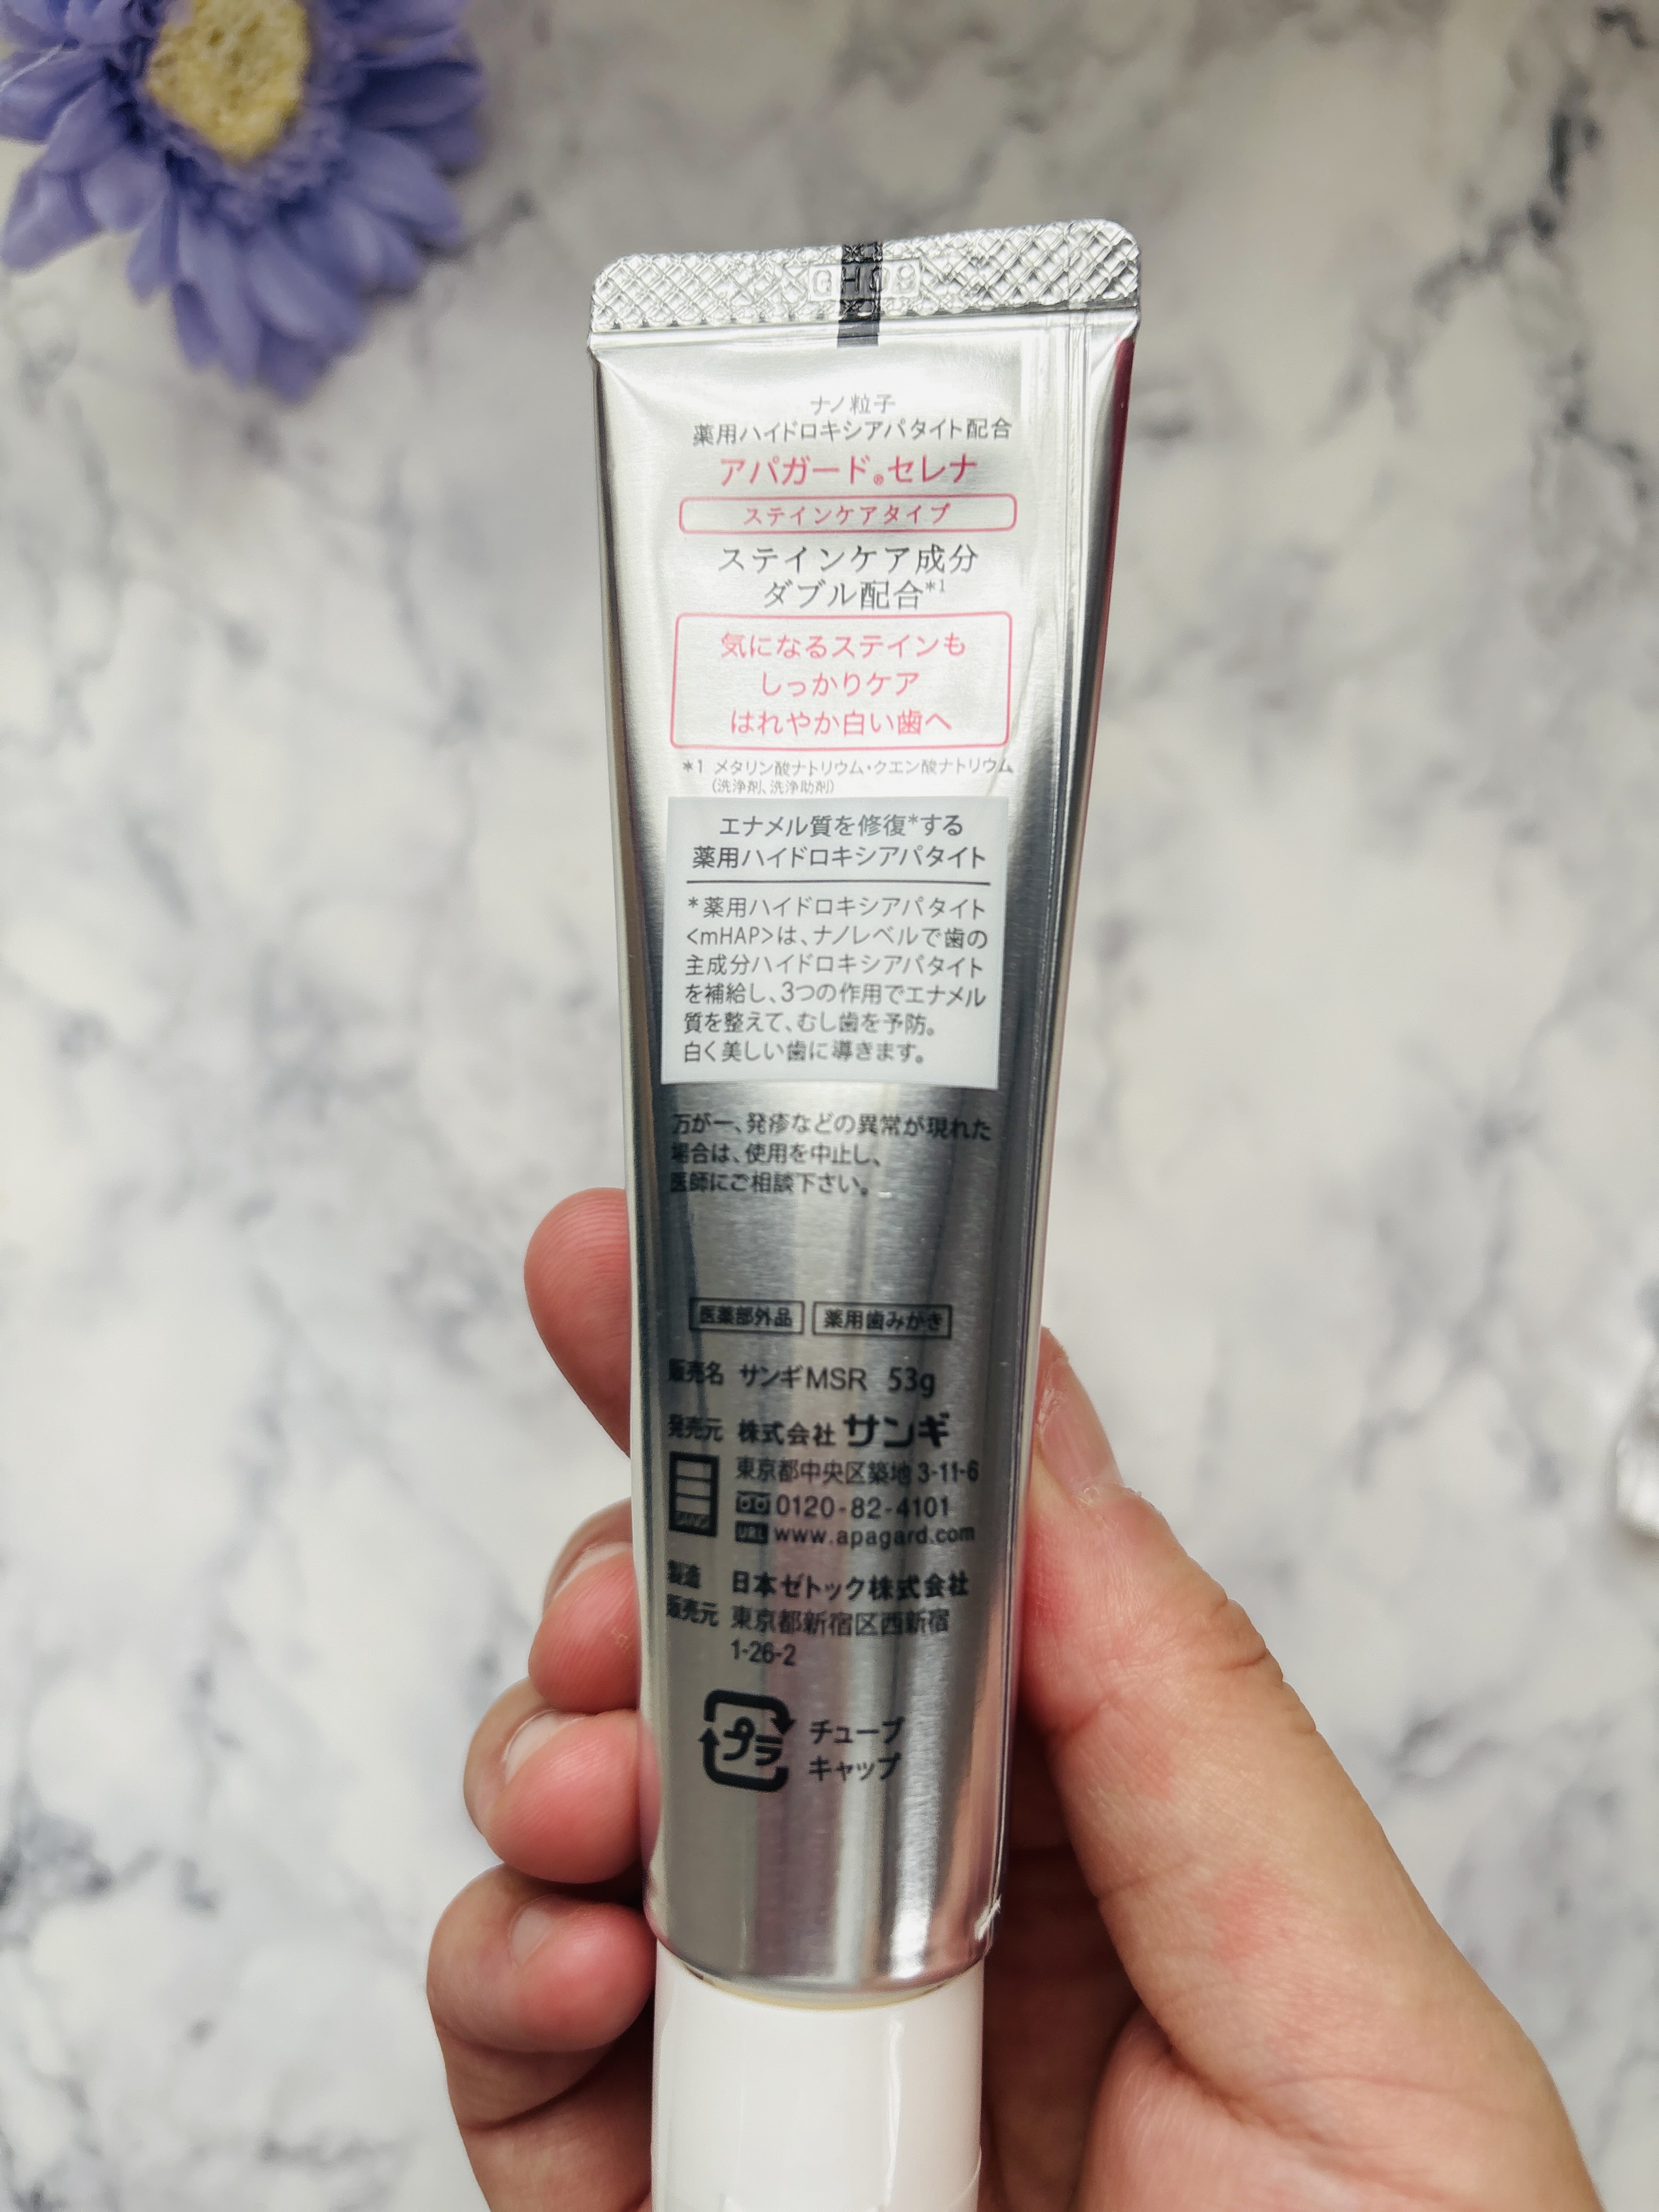 ナノ粒子
薬用ハイドロキシアパタイト配合
アパガード®セレナ
ステインケアタイプ
ステインケア成分
ダブル配合*1
気になるステインも
しっかりケア
はれやか白い歯へ
*1 メタリン酸ナトリウム・クエン酸ナトリウム
(洗浄剤、洗浄助剤)
エナメル質を修復*する
薬用ハイドロキシアパタイト
*薬用ハイドロキシアパタイト
<mHAP>は、ナノレベルで歯の
主成分ハイドロキシアパタイト
を補給し、3つの作用でエナメル
質を整えて、むし歯を予防。
白く美しい歯に導きます。
万が一、発疹などの異常が現れた
場合は、使用を中止し、
医師にご相談下さい。
医薬部外品 薬用歯みがき
販売名 サンギMSR 53g
発売元 株式会社サンギ
東京都中央区築地3-11-6
0120-82-4101
URL www.apagard.com
SANGI
製造 日本ゼトック株式会社
販売元 東京都新宿区西新宿
1-26-2
プラ チューブ
キャップ